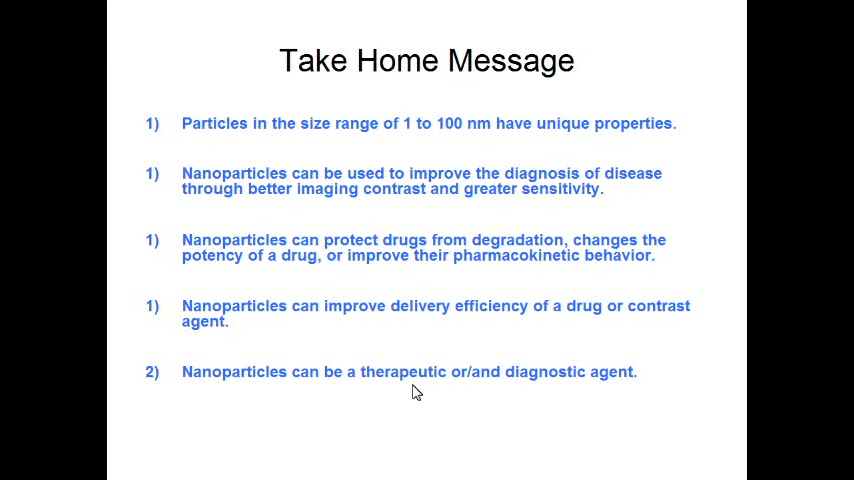 Take Home Message
1) Particles in the size range of 1 to 100 nm have unique properties.
1) Nanoparticles can be used to improve the diagnosis of disease
through better imaging contrast and greater sensitivity.
1) Nanoparticles can protect drugs from degradation, changes the
potency of a drug, or improve their pharmacokinetic behavior.
1) Nanoparticles can improve delivery efficiency of a drug or contrast
agent.
2) Nanoparticles can be a therapeutic or/and diagnostic agent.